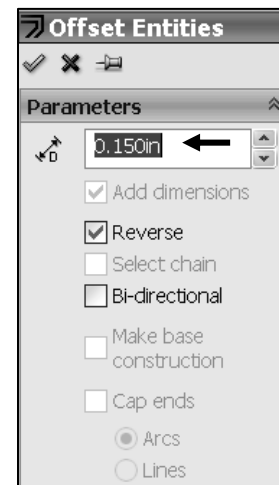 Offset Entities
Parameters
D
0.150in
Add dimensions
Reverse
Select chain
Bi-directional
Make base
construction
Cap ends
Arcs
Lines